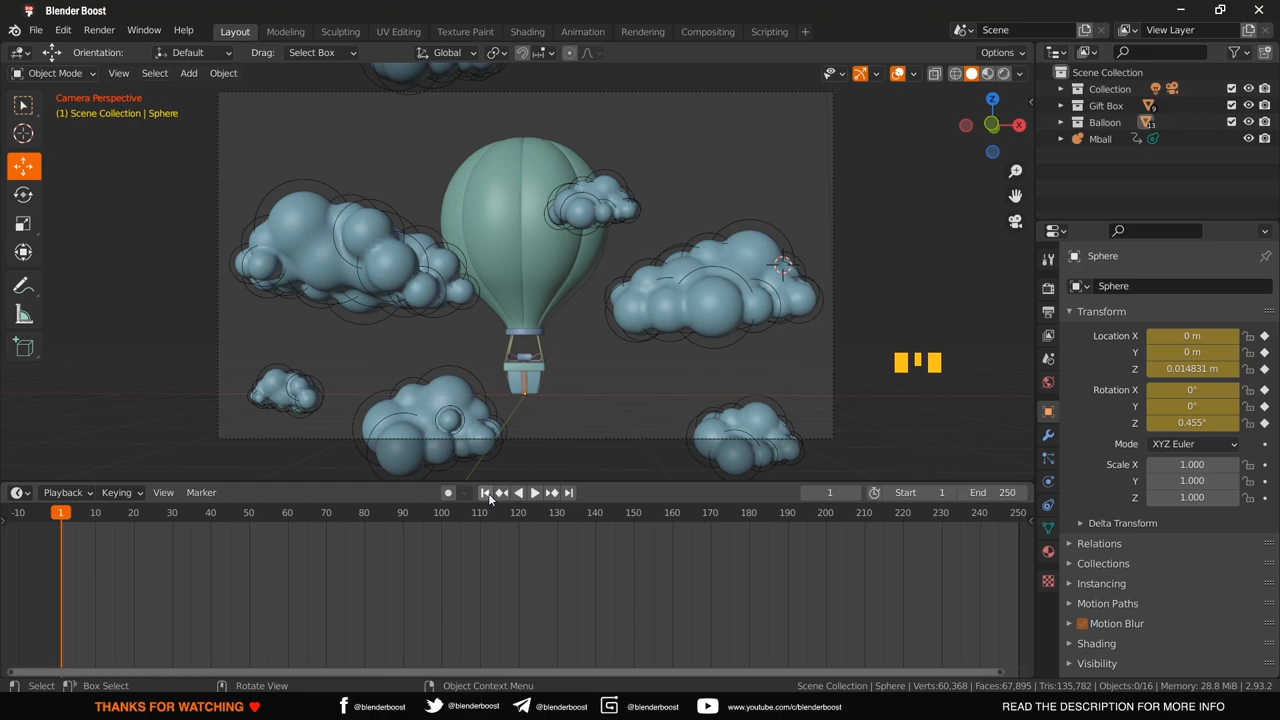 Blender Boost
File Edit Render Window Help
Layout Modeling Sculpting UV Editing Texture Paint Shading Animation Rendering Compositing Scripting +
Scene
View Layer
Orientation: Default Drag: Select Box Global Options
Object Mode View Select Add Object
Camera Perspective
(1) Scene Collection | Sphere
Z
X
Scene Collection
Collection
Gift Box 9
Balloon 13
Mball
Sphere
Sphere
Transform
Location X 0 m
Y 0 m
Z 0.014831 m
Rotation X 0°
Y 0°
Z 0.455°
Mode XYZ Euler
Scale X 1.000
Y 1.000
Z 1.000
Delta Transform
Relations
Collections
Instancing
Motion Paths
Motion Blur
Shading
Visibility
Playback Keying View Marker 1 Start 1 End 250
-10 1 10 20 30 40 50 60 70 80 90 100 110 120 130 140 150 160 170 180 190 200 210 220 230 240 250
Select Box Select Rotate View Object Context Menu
Scene Collection | Sphere | Verts:60,368 | Faces:67,895 | Tris:135,782 | Objects:0/16 | Memory: 28.8 MiB | 2.93.2
THANKS FOR WATCHING @blenderboost @blenderboost @blenderboost @blenderboost www.youtube.com/c/blenderboost READ THE DESCRIPTION FOR MORE INFO